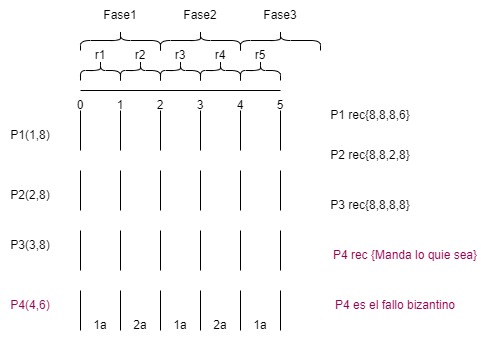 Fase1 Fase2 Fase3
r1 r2 r3 r4 r5
0 1 2 3 4 5
P1 rec{8,8,8,6}
P1(1,8)
P2 rec{8,8,2,8}
P2(2,8)
P3 rec{8,8,8,8}
P3(3,8)
P4 rec {Manda lo quie sea}
P4(4,6)
P4 es el fallo bizantino
1a 2a 1a 2a 1a